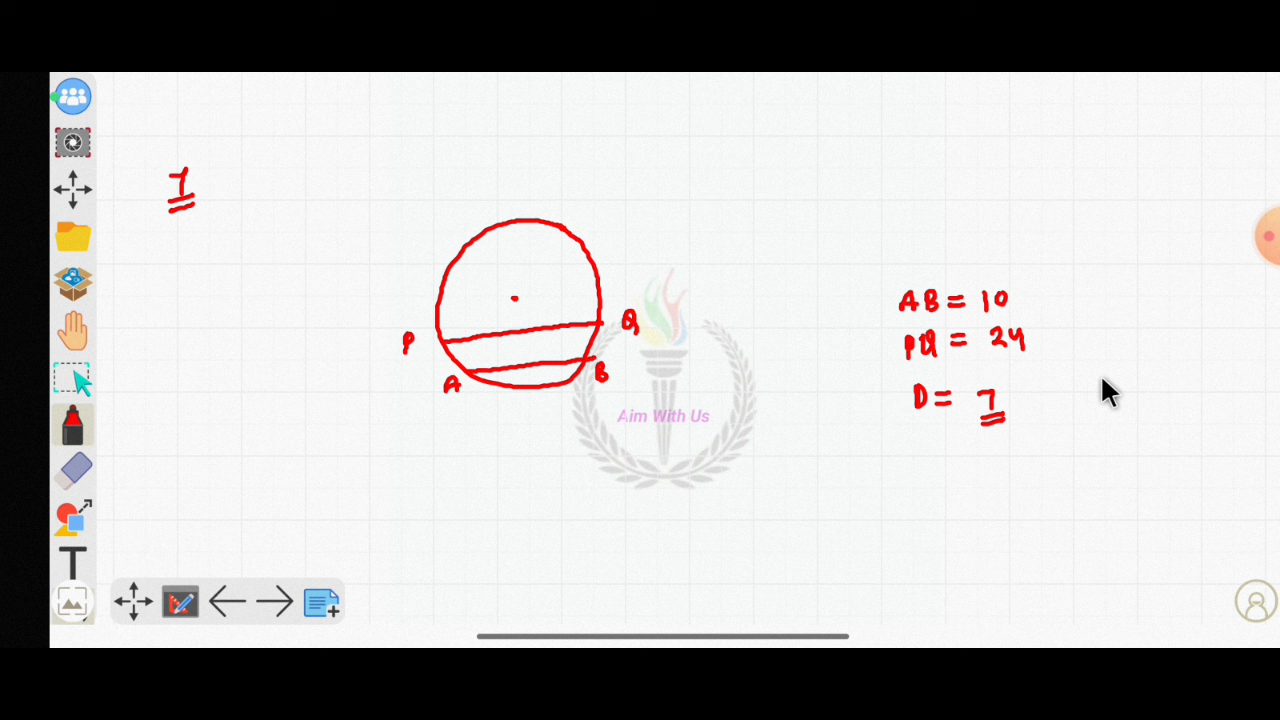 7
P
Q
A
B
AB = 10
PQ = 24
D = 7
Aim With Us
T